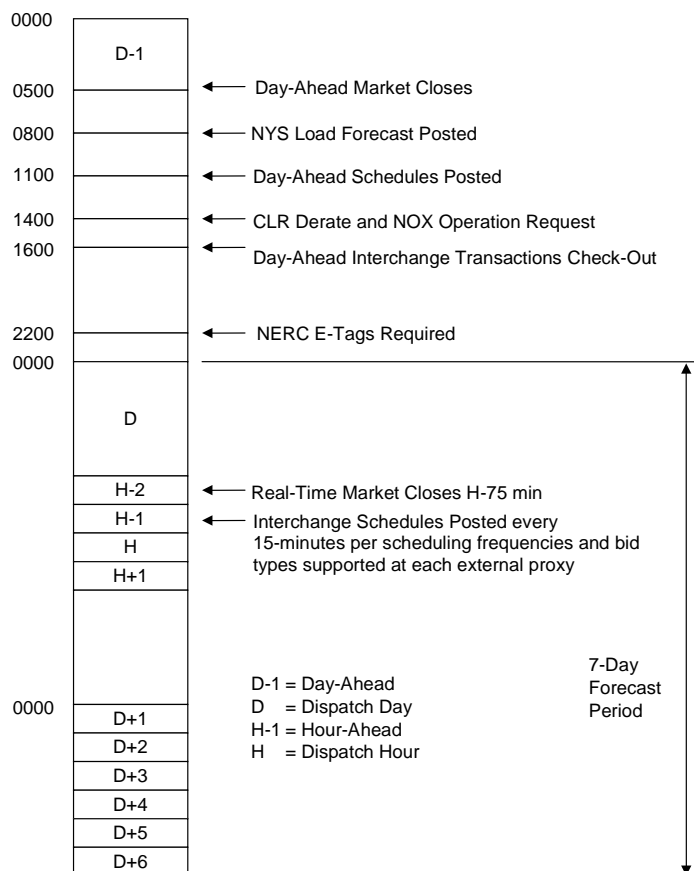 0000
D-1
0500
Day-Ahead Market Closes
0800
NYS Load Forecast Posted
1100
Day-Ahead Schedules Posted
1400
CLR Derate and NOX Operation Request
1600
Day-Ahead Interchange Transactions Check-Out
2200
NERC E-Tags Required
0000
D
H-2
Real-Time Market Closes H-75 min
H-1
Interchange Schedules Posted every
15-minutes per scheduling frequencies and bid
types supported at each external proxy
H
H+1
7-Day
Forecast
Period
D-1 = Day-Ahead
D = Dispatch Day
H-1 = Hour-Ahead
H = Dispatch Hour
0000
D+1
D+2
D+3
D+4
D+5
D+6